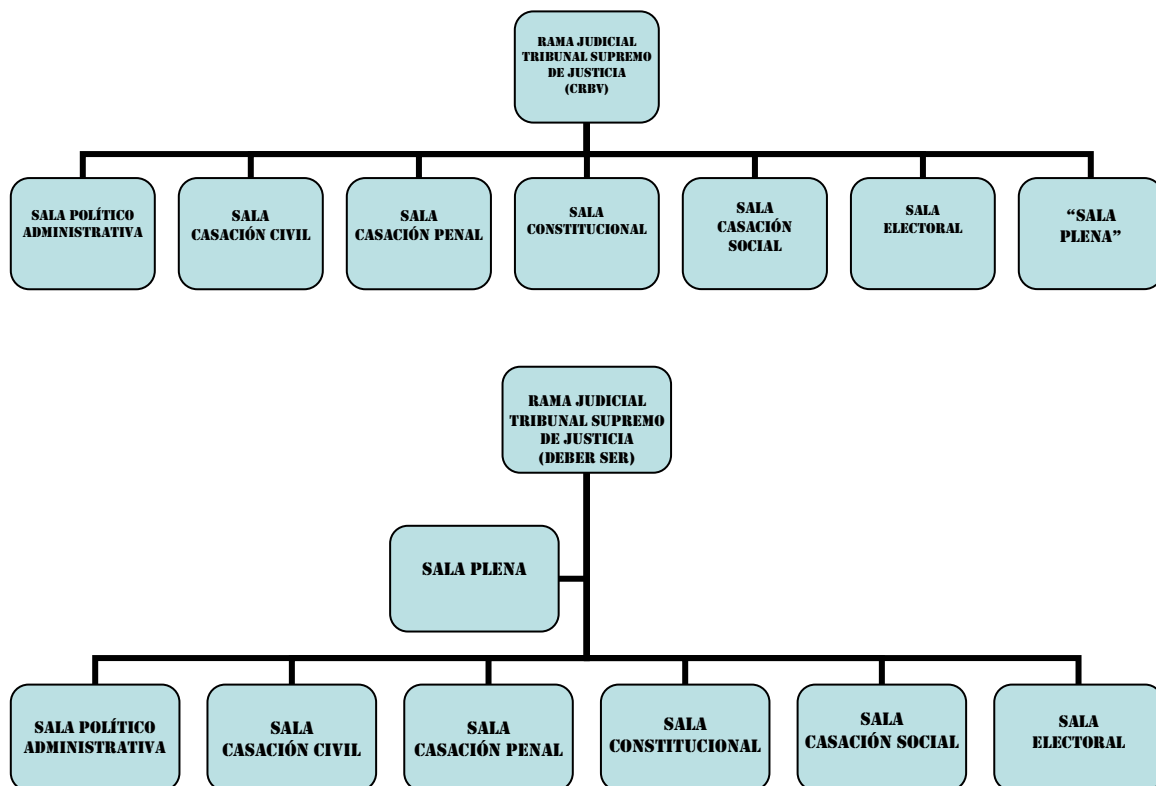 RAMA JUDICIAL
TRIBUNAL SUPREMO
DE JUSTICIA
(CRBV)
SALA POLÍTICO
ADMINISTRATIVA
SALA
CASACIÓN CIVIL
SALA
CASACIÓN PENAL
SALA
CONSTITUCIONAL
SALA
CASACIÓN
SOCIAL
SALA
ELECTORAL
“SALA
PLENA”
RAMA JUDICIAL
TRIBUNAL SUPREMO
DE JUSTICIA
(DEBER SER)
SALA PLENA
SALA POLÍTICO
ADMINISTRATIVA
SALA
CASACIÓN CIVIL
SALA
CASACIÓN PENAL
SALA
CONSTITUCIONAL
SALA
CASACIÓN SOCIAL
SALA
ELECTORAL